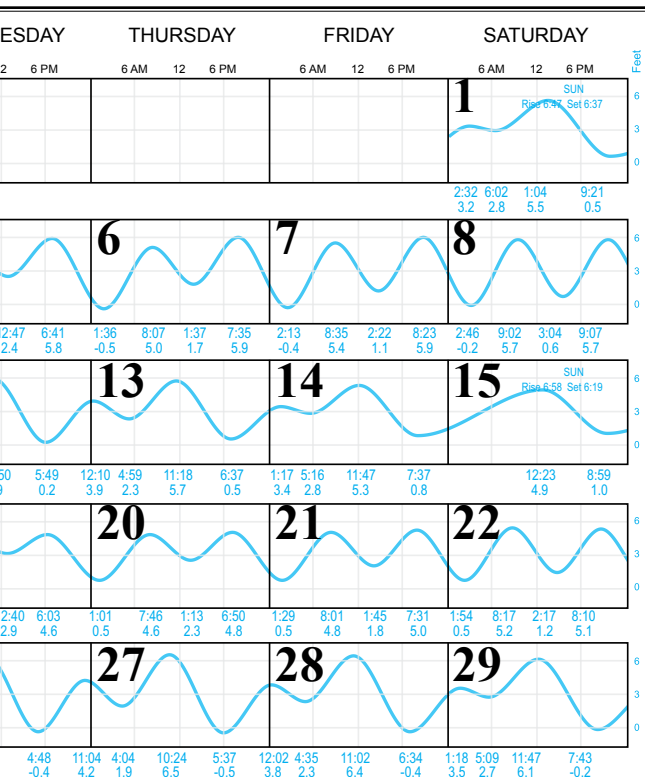 ESDAY THURSDAY FRIDAY SATURDAY
2 6 PM 6 AM 12 6 PM 6 AM 12 6 PM 6 AM 12 6 PM Feet
1 SUN 6
Rise 6:47 Set 6:37
3
0
2:32 6:02 1:04 9:21
3.2 2.8 5.5 0.5
6 7 8 6
3
0
12:47 6:41 1:36 8:07 1:37 7:35 2:13 8:35 2:22 8:23 2:46 9:02 3:04 9:07
2.4 5.8 -0.5 5.0 1.7 5.9 -0.4 5.4 1.1 5.9 -0.2 5.7 0.6 5.7
13 14 15 SUN 6
Rise 6:58 Set 6:19
3
0
50 5:49 12:10 4:59 11:18 6:37 1:17 5:16 11:47 7:37 12:23 8:59
9 0.2 3.9 2.3 5.7 0.5 3.4 2.8 5.3 0.8 4.9 1.0
20 21 22 6
3
0
2:40 6:03 1:01 7:46 1:13 6:50 1:29 8:01 1:45 7:31 1:54 8:17 2:17 8:10
2.9 4.6 0.5 4.6 2.3 4.8 0.5 4.8 1.8 5.0 0.5 5.2 1.2 5.1
27 28 29 6
3
0
4:48 11:04 4:04 10:24 5:37 12:02 4:35 11:02 6:34 1:18 5:09 11:47 7:43
-0.4 4.2 1.9 6.5 -0.5 3.8 2.3 6.4 -0.4 3.5 2.7 6.1 -0.2